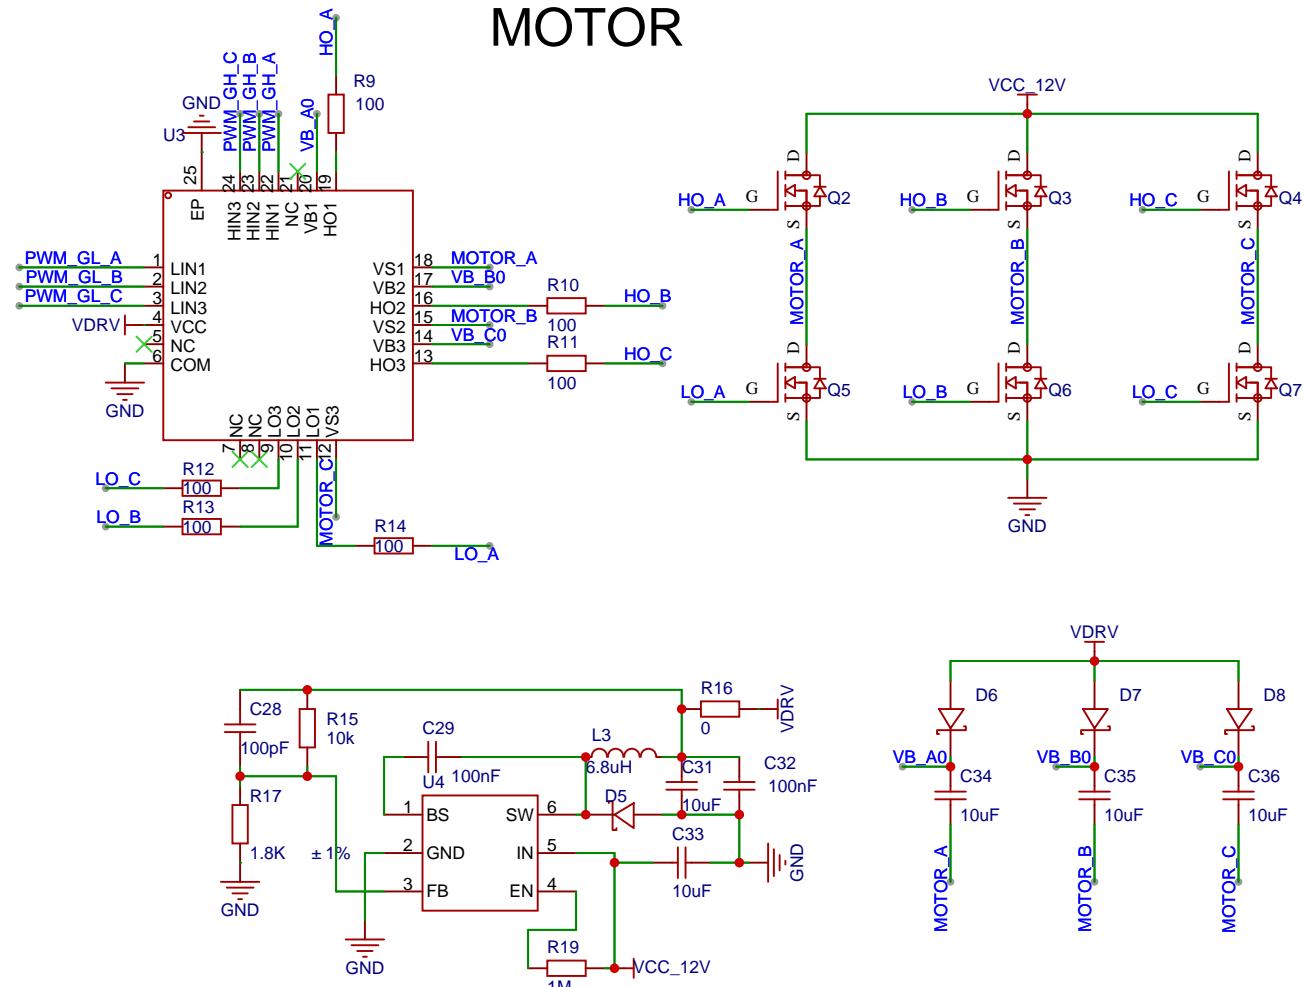 MOTOR
HO_A
R9
100
GND
U3
PWM_GH_C
PWM_GH_B
PWM_GH_A
VB_A0
25
24
23
22
21
20
19
EP
HIN3
HIN2
HIN1
NC
VB1
HO1
PWM_GL_A
1
LIN1
PWM_GL_B
2
LIN2
PWM_GL_C
3
LIN3
VDRV
4
VCC
5
NC
6
COM
GND
VS1
18
MOTOR_A
VB2
17
VB_B0
HO2
16
R10
100
HO_B
VS2
15
MOTOR_B
VB3
14
VB_C0
HO3
13
R11
100
HO_C
NC
NC
LO3
LO2
LO1
VS3
7
8
9
10
11
12
LO_C
R12
100
LO_B
R13
100
MOTOR_C
R14
100
LO_A
VCC_12V
HO_A
G
D
S
Q2
HO_B
G
D
S
Q3
HO_C
G
D
S
Q4
MOTOR_A
MOTOR_B
MOTOR_C
LO_A
G
D
S
Q5
LO_B
G
D
S
Q6
LO_C
G
D
S
Q7
GND
C28
100pF
R15
10k
R17
1.8K
±1%
GND
C29
100nF
U4
1
BS
2
GND
3
FB
SW
6
IN
5
EN
4
GND
L3
6.8uH
D5
R16
0
VDRV
C31
10uF
C32
100nF
C33
10uF
GND
R19
1M
VCC_12V
VDRV
D6
D7
D8
VB_A0
VB_B0
VB_C0
C34
10uF
C35
10uF
C36
10uF
MOTOR_A
MOTOR_B
MOTOR_C